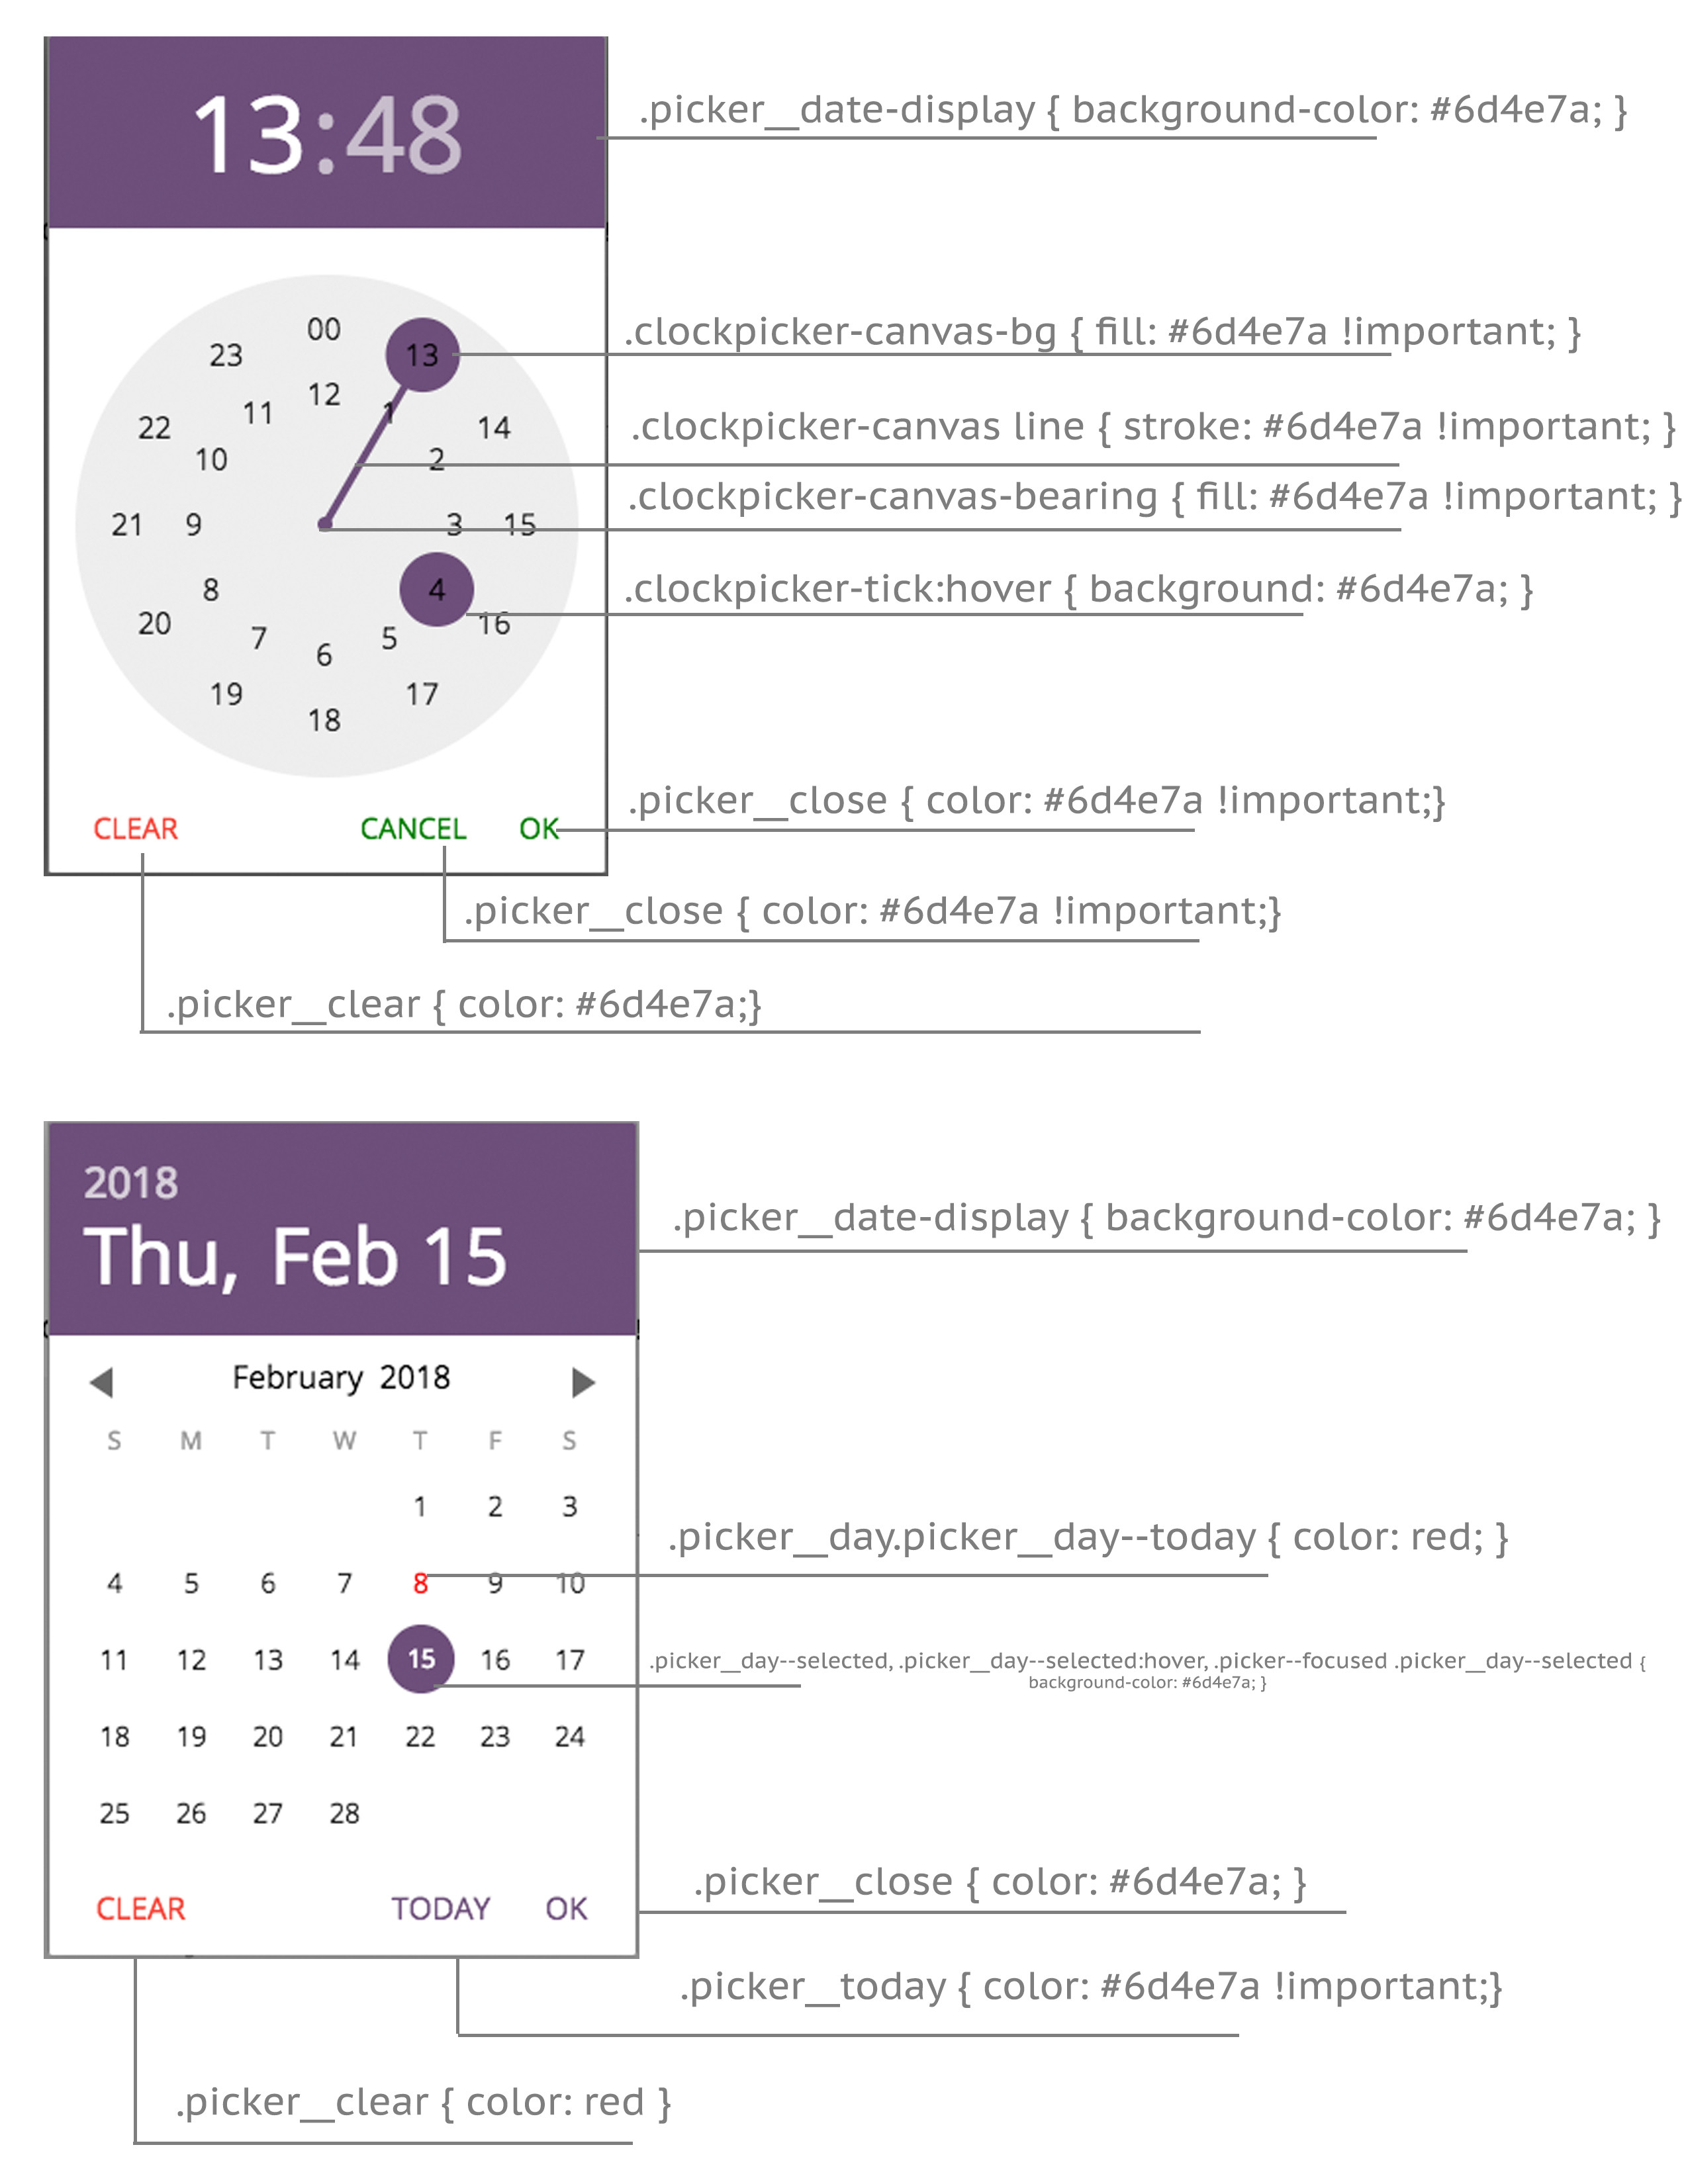 13:48
.picker__date-display { background-color: #6d4e7a; }
00
23
13
12
11
1
22
14
10
2
21
9
3
15
8
4
20
16
7
5
6
19
17
18
.clockpicker-canvas-bg { fill: #6d4e7a !important; }
.clockpicker-canvas line { stroke: #6d4e7a !important; }
.clockpicker-canvas-bearing { fill: #6d4e7a !important; }
.clockpicker-tick:hover { background: #6d4e7a; }
CLEAR CANCEL OK
.picker__close { color: #6d4e7a !important;}
.picker__close { color: #6d4e7a !important;}
.picker__clear { color: #6d4e7a;}
2018
Thu, Feb 15
.picker__date-display { background-color: #6d4e7a; }
February 2018
S M T W T F S
1 2 3
.picker__day.picker__day--today { color: red; }
4 5 6 7 8 9 10
11 12 13 14 15 16 17
.picker__day--selected, .picker__day--selected:hover, .picker--focused .picker__day--selected {
background-color: #6d4e7a; }
18 19 20 21 22 23 24
25 26 27 28
.picker__close { color: #6d4e7a; }
CLEAR TODAY OK
.picker__today { color: #6d4e7a !important;}
.picker__clear { color: red }